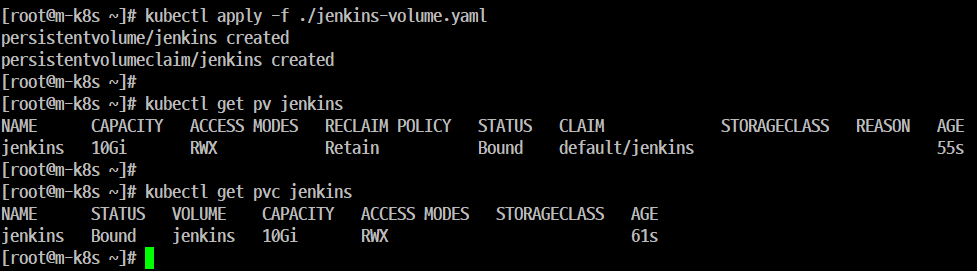 [root@m-k8s ~]# kubectl apply -f ./jenkins-volume.yaml
persistentvolume/jenkins created
persistentvolumeclaim/jenkins created
[root@m-k8s ~]#
[root@m-k8s ~]# kubectl get pv jenkins
NAME      CAPACITY   ACCESS MODES   RECLAIM POLICY   STATUS   CLAIM             STORAGECLASS   REASON   AGE
jenkins   10Gi       RWX            Retain           Bound    default/jenkins                           55s
[root@m-k8s ~]#
[root@m-k8s ~]# kubectl get pvc jenkins
NAME      STATUS   VOLUME    CAPACITY   ACCESS MODES   STORAGECLASS   AGE
jenkins   Bound    jenkins   10Gi       RWX                           61s
[root@m-k8s ~]#